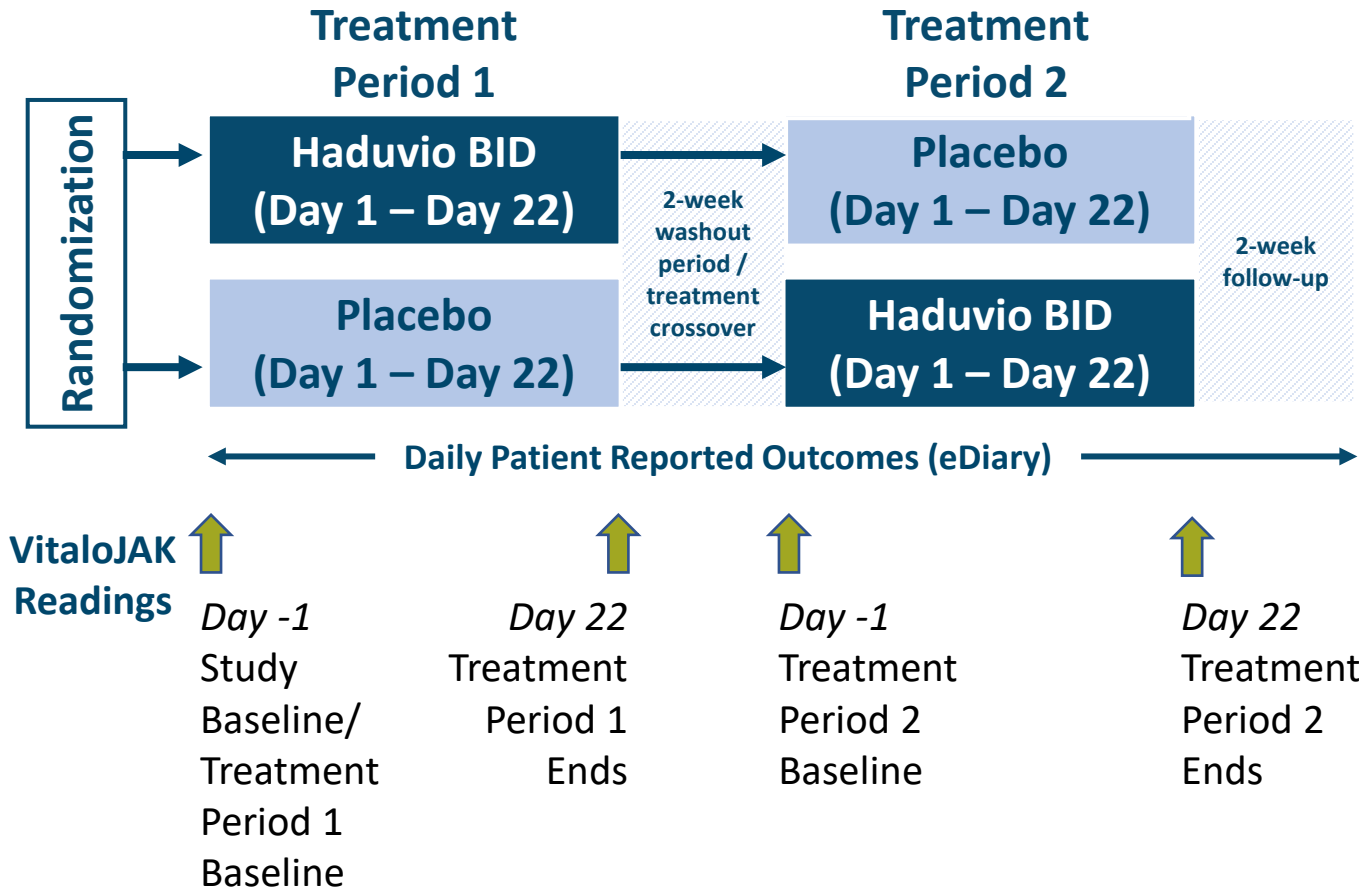 Treatment
Period 1
Treatment
Period 2
Randomization
Haduvio BID
(Day 1 – Day 22)
2-week
washout
period /
treatment
crossover
Placebo
(Day 1 – Day 22)
2-week
follow-up
Placebo
(Day 1 – Day 22)
Haduvio BID
(Day 1 – Day 22)
Daily Patient Reported Outcomes (eDiary)
VitaloJAK
Readings
Day -1
Study
Baseline/
Treatment
Period 1
Baseline
Day 22
Treatment
Period 1
Ends
Day -1
Treatment
Period 2
Baseline
Day 22
Treatment
Period 2
Ends